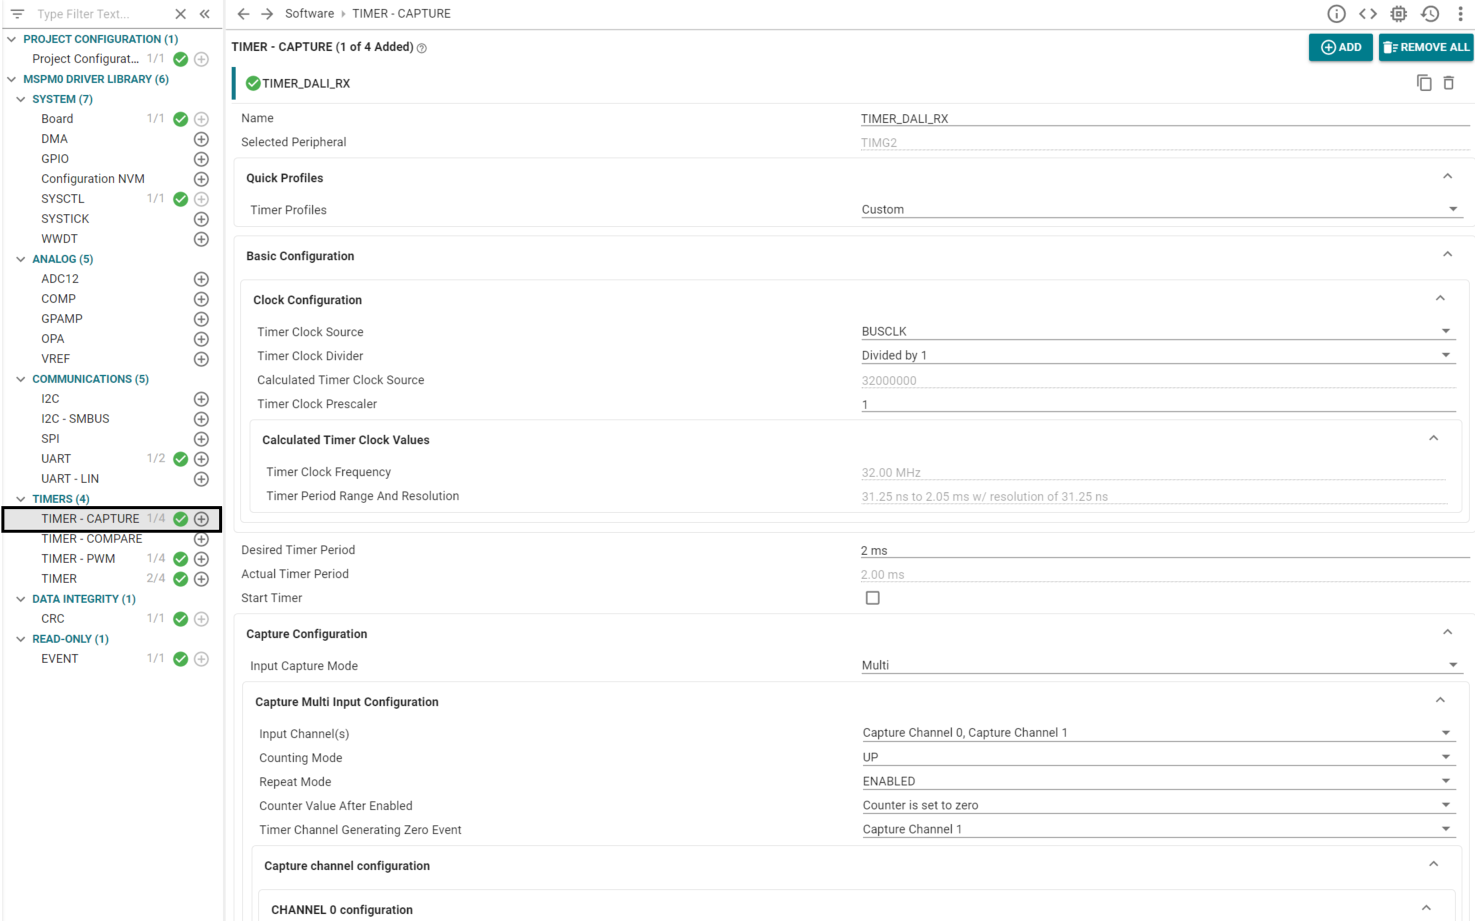 Type Filter Text...
PROJECT CONFIGURATION (1)
Project Configurat... 1/1
MSPM0 DRIVER LIBRARY (6)
SYSTEM (7)
Board 1/1
DMA
GPIO
Configuration NVM
SYSCTL 1/1
SYSTICK
WWDT
ANALOG (5)
ADC12
COMP
GPAMP
OPA
VREF
COMMUNICATIONS (5)
I2C
I2C - SMBUS
SPI
UART 1/2
UART - LIN
TIMERS (4)
TIMER - CAPTURE 1/4
TIMER - COMPARE
TIMER - PWM 1/4
TIMER 2/4
DATA INTEGRITY (1)
CRC 1/1
READ-ONLY (1)
EVENT 1/1
Software TIMER - CAPTURE
TIMER - CAPTURE (1 of 4 Added)
ADD REMOVE ALL
TIMER_DALI_RX
Name TIMER_DALI_RX
Selected Peripheral TIMG2
Quick Profiles
Timer Profiles Custom
Basic Configuration
Clock Configuration
Timer Clock Source BUSCLK
Timer Clock Divider Divided by 1
Calculated Timer Clock Source 32000000
Timer Clock Prescaler 1
Calculated Timer Clock Values
Timer Clock Frequency 32.00 MHz
Timer Period Range And Resolution 31.25 ns to 2.05 ms w/ resolution of 31.25 ns
Desired Timer Period 2 ms
Actual Timer Period 2.00 ms
Start Timer
Capture Configuration
Input Capture Mode Multi
Capture Multi Input Configuration
Input Channel(s) Capture Channel 0, Capture Channel 1
Counting Mode UP
Repeat Mode ENABLED
Counter Value After Enabled Counter is set to zero
Timer Channel Generating Zero Event Capture Channel 1
Capture channel configuration
CHANNEL 0 configuration